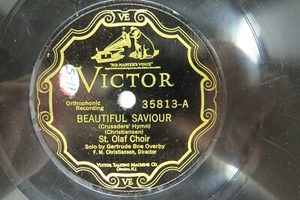 VE
"HIS MASTER'S VOICE"
VICTOR
Orthophonic
Recording
35813-A
BEAUTIFUL SAVIOUR
(Crusaders' Hymn)
(Christiansen)
St. Olaf Choir
Solo by Gertrude Boe Overby
F. M. Christiansen, Director
VICTOR TALKING MACHINE CO.
Camden, N.J.
VE